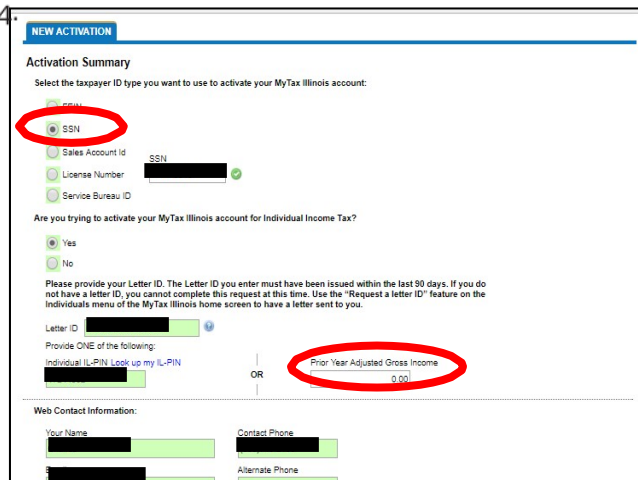 4.
NEW ACTIVATION
Activation Summary
Select the taxpayer ID type you want to use to activate your MyTax Illinois account:
SSN
Sales Account Id
SSN
License Number
Service Bureau ID
Are you trying to activate your MyTax Illinois account for Individual Income Tax?
Yes
No
Please provide your Letter ID. The Letter ID you enter must have been issued within the last 90 days. If you do
not have a letter ID, you cannot complete this request at this time. Use the “Request a letter ID” feature on the
Individuals menu of the MyTax Illinois home screen to have a letter sent to you.
Letter ID
Provide ONE of the following:
Individual IL-PIN Look up my IL-PIN
OR
Prior Year Adjusted Gross Income
0.00
Web Contact Information:
Your Name
Contact Phone
Alternate Phone